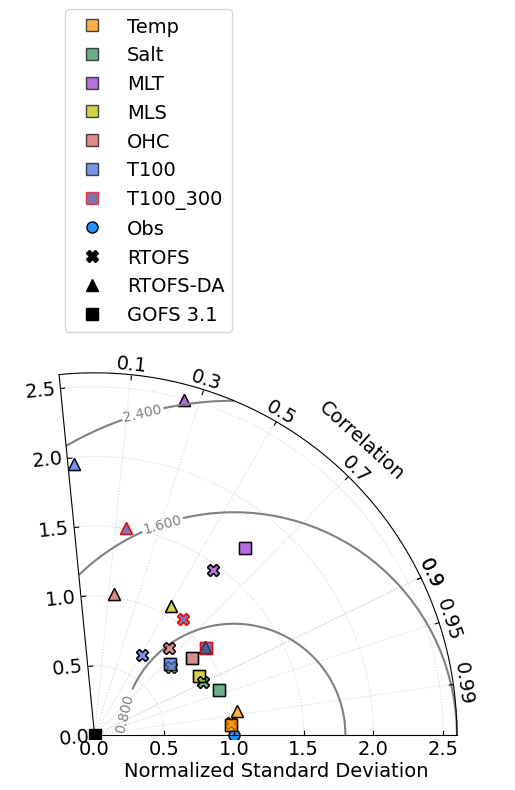 Temp
Salt
MLT
MLS
OHC
T100
T100_300
Obs
RTOFS
RTOFS-DA
GOFS 3.1
0.1
0.3
0.5
0.7
0.9
0.9
0.95
0.99
Correlation
2.5
2.0
1.5
1.0
0.5
0.0
2.400
1.600
0.800
0.0 0.5 1.0 1.5 2.0 2.5
Normalized Standard Deviation